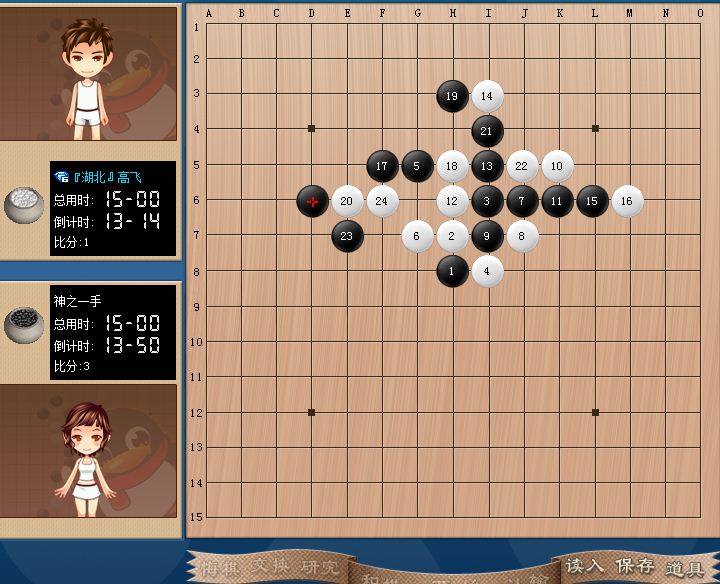 A B C D E F G H I J K L M N O
1
2
3 19 14
4 21
『湖北』高飞
5 17 5 18 13 22 10
总用时: 15-00
6 20 24 12 3 7 11 15 16
倒计时: 13-14
7 23 6 2 9 8
比分:1
8 1 4
神之一手
9
总用时: 15-00
10
倒计时: 13-50
比分:3
11
12
13
14
15
悔棋 交换 研究
读入 保存 道具